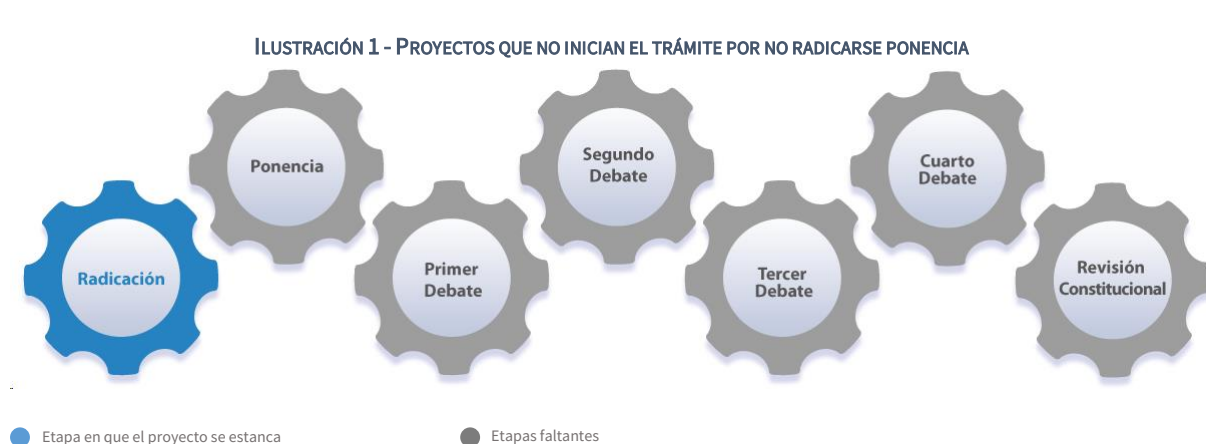 ILUSTRACIÓN 1 - PROYECTOS QUE NO INICIAN EL TRÁMITE POR NO RADICARSE PONENCIA
Radicación
Ponencia
Primer
Debate
Segundo
Debate
Tercer
Debate
Cuarto
Debate
Revisión
Constitucional
Etapa en que el proyecto se estanca
Etapas faltantes